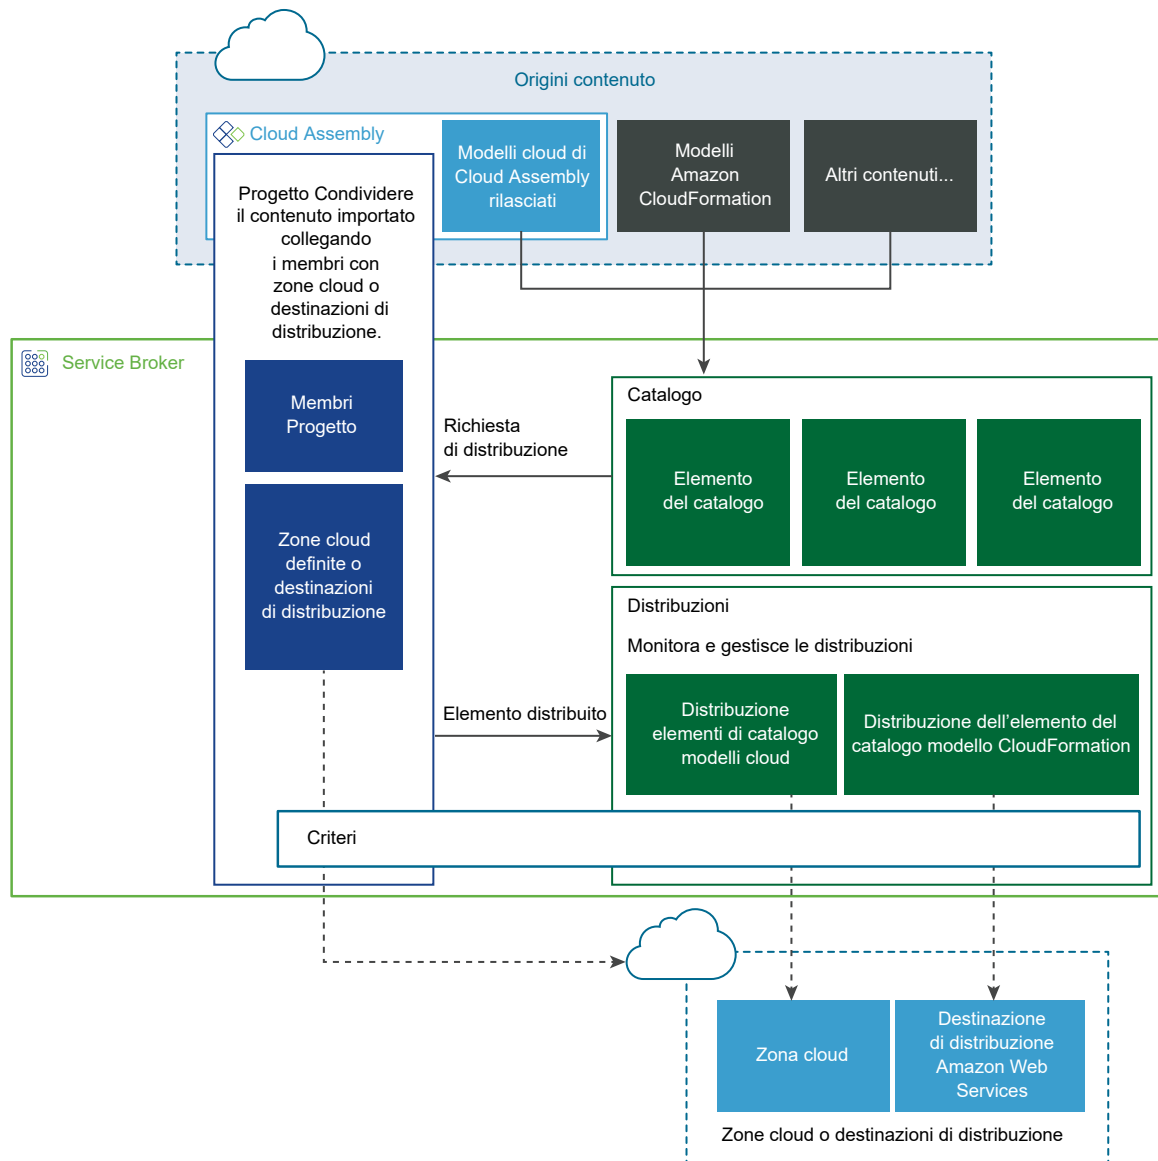 Origini contenuto
Cloud Assembly
Modelli cloud di
Cloud Assembly
rilasciati
Modelli
Amazon
CloudFormation
Altri contenuti...
Progetto Condividere
il contenuto importato
collegando
i membri con
zone cloud o
destinazioni di
distribuzione.
Service Broker
Membri
Progetto
Zone cloud
definite o
destinazioni
di distribuzione
Richiesta
di distribuzione
Catalogo
Elemento
del catalogo
Elemento
del catalogo
Elemento
del catalogo
Distribuzioni
Monitora e gestisce le distribuzioni
Elemento distribuito
Distribuzione
elementi di catalogo
modelli cloud
Distribuzione dell’elemento del
catalogo modello CloudFormation
Criteri
Zona cloud
Destinazione
di distribuzione
Amazon Web
Services
Zone cloud o destinazioni di distribuzione